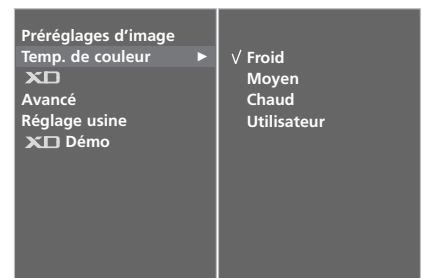 Préréglages d'image
Temp. de couleur ►
XD
Avancé
Réglage usine
XD Démo
√ Froid
Moyen
Chaud
Utilisateur